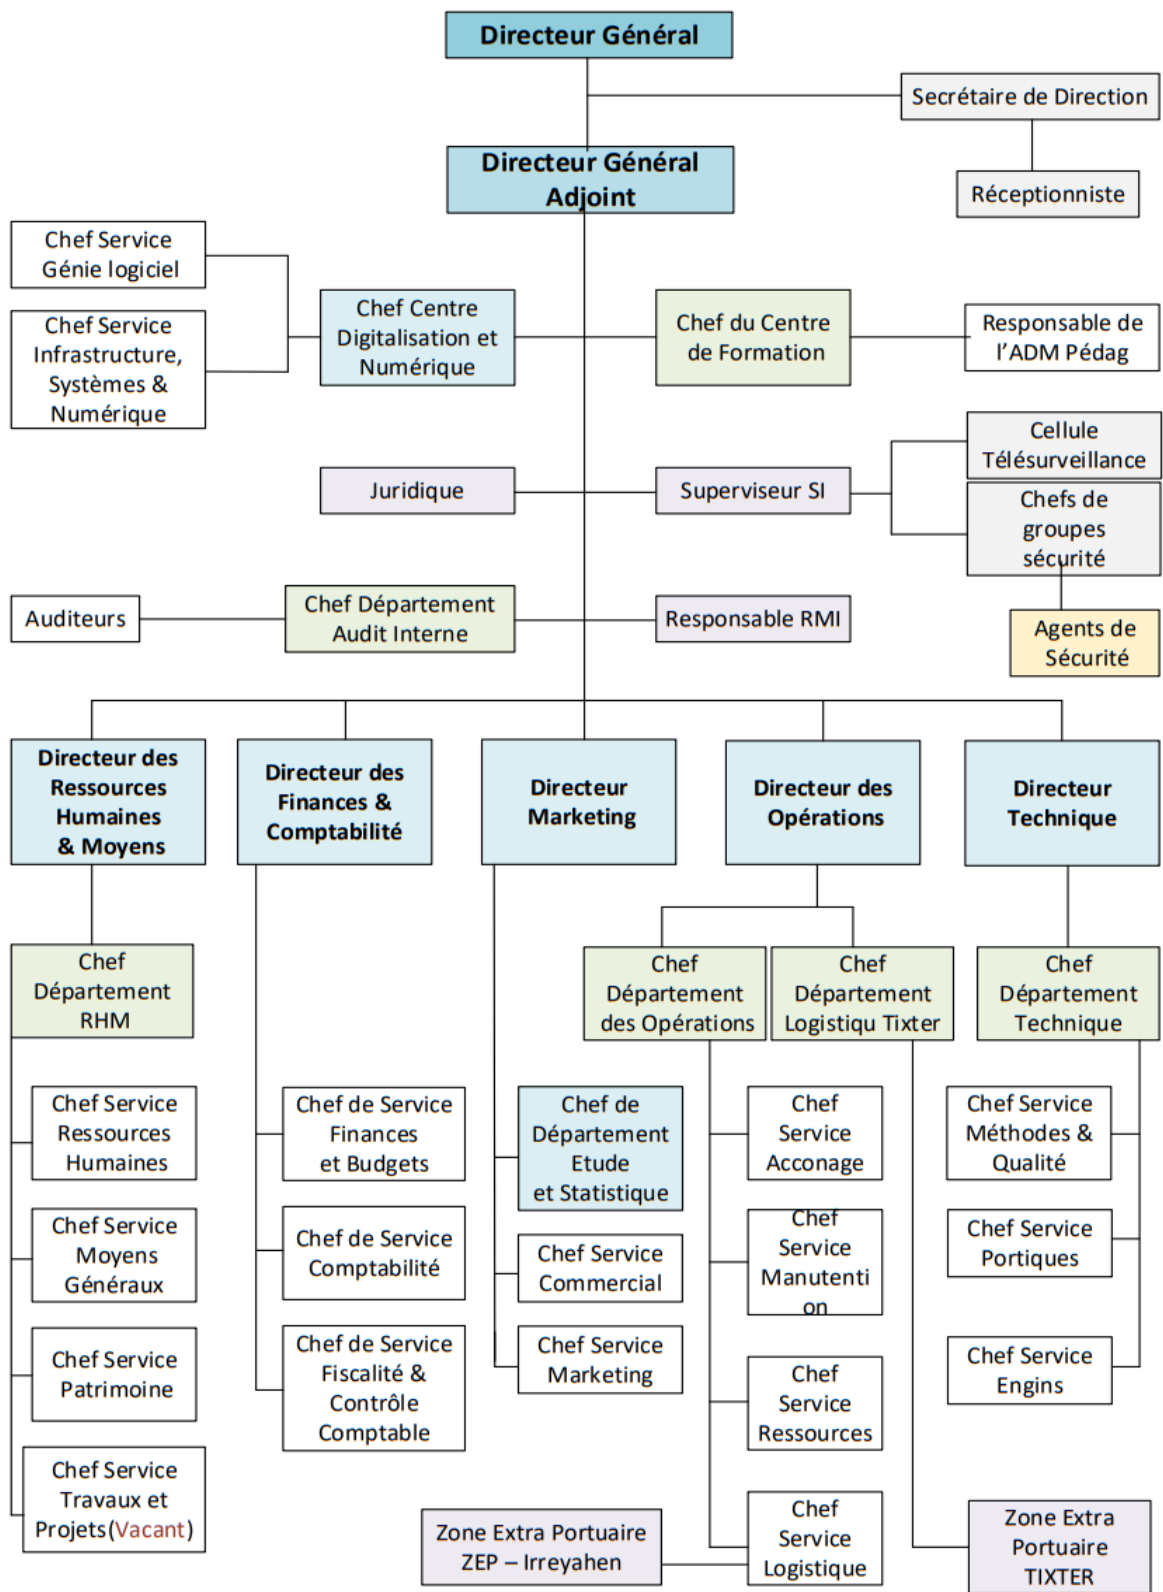 Directeur Général
Secrétaire de Direction
Directeur Général
Adjoint
Réceptionniste
Chef Service
Génie logiciel
Chef Service
Infrastructure,
Systèmes &
Numérique
Chef Centre
Digitalisation et
Numérique
Chef du Centre
de Formation
Responsable de
l'ADM Pédag
Cellule
Télésurveillance
Juridique
Superviseur SI
Chefs de
groupes
sécurité
Auditeurs
Chef Département
Audit Interne
Responsable RMI
Agents de
Sécurité
Directeur des
Ressources
Humaines
& Moyens
Directeur des
Finances &
Comptabilité
Directeur
Marketing
Directeur des
Opérations
Directeur
Technique
Chef
Département
RHM
Chef
Département
des Opérations
Chef
Département
Logistiqu Tixter
Chef
Département
Technique
Chef Service
Ressources
Humaines
Chef Service
Moyens
Généraux
Chef Service
Patrimoine
Chef Service
Travaux et
Projets(Vacant)
Chef de Service
Finances
et Budgets
Chef de Service
Comptabilité
Chef de Service
Fiscalité &
Contrôle
Comptable
Chef de
Département
Etude
et Statistique
Chef Service
Commercial
Chef Service
Marketing
Chef
Service
Acconage
Chef
Service
Manutenti
on
Chef
Service
Ressources
Chef
Service
Logistique
Zone Extra Portuaire
ZEP – Irreyahen
Chef Service
Méthodes &
Qualité
Chef Service
Portiques
Chef Service
Engins
Zone Extra
Portuaire
TIXTER